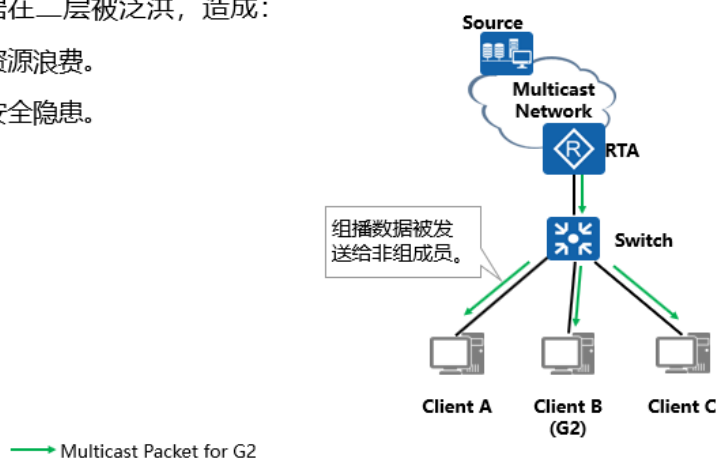 在二层被泛洪，造成：
资源浪费。
安全隐患。
Source
Multicast
Network
R
RTA
组播数据被发
送给非组成员。
Switch
Client A
Client B
(G2)
Client C
Multicast Packet for G2